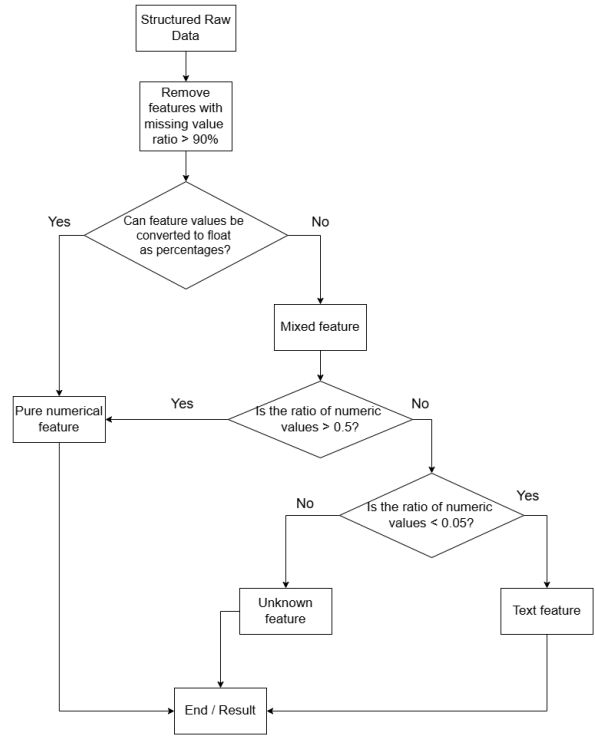 Structured Raw
Data
Remove
features with
missing value
ratio > 90%
Can feature values be
converted to float
as percentages?
Yes
No
Mixed feature
Is the ratio of numeric
values > 0.5?
Yes
No
Pure numerical
feature
Is the ratio of numeric
values < 0.05?
No
Yes
Unknown
feature
Text feature
End / Result